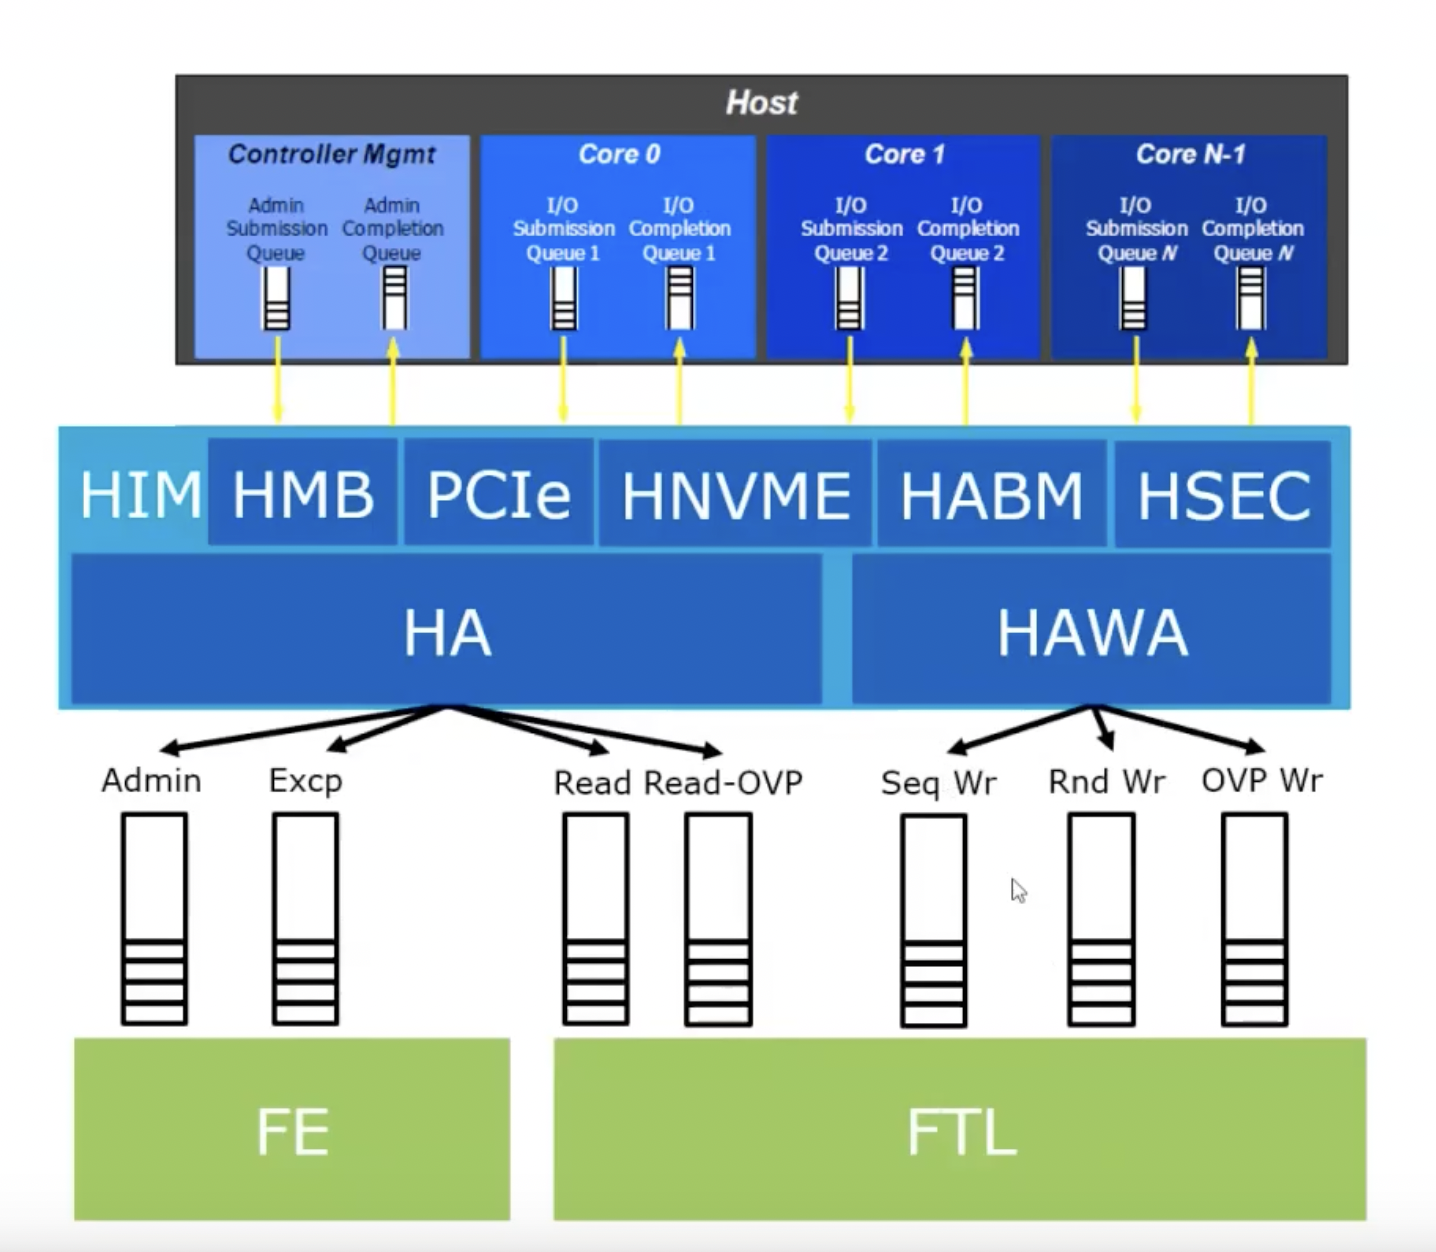 Host
Controller Mgmt
Admin Submission Queue
Admin Completion Queue
Core 0
I/O Submission Queue 1
I/O Completion Queue 1
Core 1
I/O Submission Queue 2
I/O Completion Queue 2
Core N-1
I/O Submission Queue N
I/O Completion Queue N
HIM
HMB
PCIe
HNVME
HABM
HSEC
HA
HAWA
Admin
Excp
Read
Read-OVP
Seq Wr
Rnd Wr
OVP Wr
FE
FTL